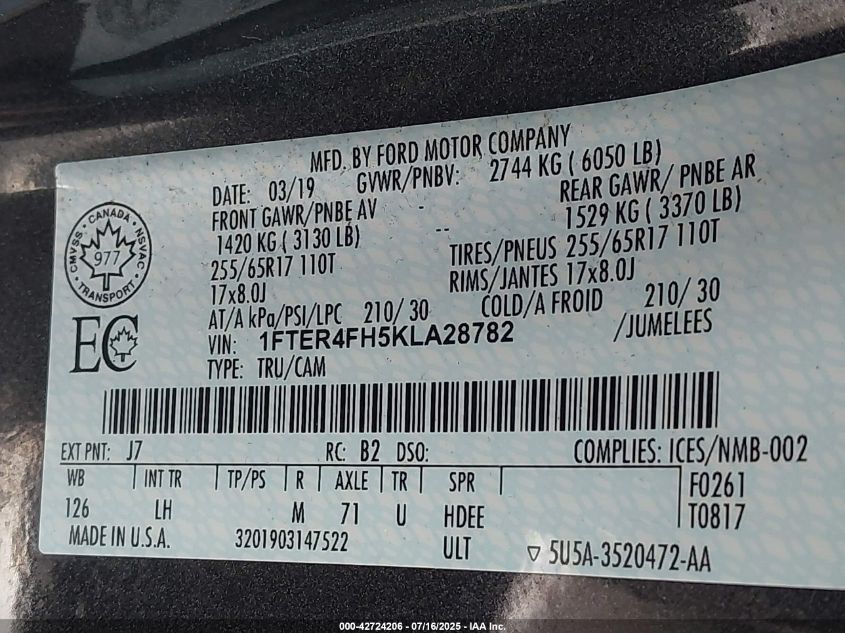 MFD. BY FORD MOTOR COMPANY
DATE: 03/19 GVWR/PNBV: 2744 KG ( 6050 LB)
FRONT GAWR/PNBE AV - REAR GAWR/ PNBE AR
1420 KG ( 3130 LB) -- 1529 KG ( 3370 LB)
255/65R17 110T TIRES/PNEUS 255/65R17 110T
17x8.0J RIMS/JANTES 17x8.0J
AT/A kPa/PSI/LPC 210/ 30 COLD/A FROID 210/ 30
VIN: 1FTER4FH5KLA28782 /JUMELEES
TYPE: TRU/CAM
CMVSS · CANADA · NSVAC
977
TRANSPORT
EC
EXT PNT: J7 RC: B2 DSO: COMPLIES: ICES/NMB-002
WB INT TR TP/PS R AXLE TR SPR F0261
126 LH M 71 U HDEE T0817
MADE IN U.S.A. 3201903147522 ULT ▽ 5U5A-3520472-AA
000-42724206 - 07/16/2025 - IAA Inc.